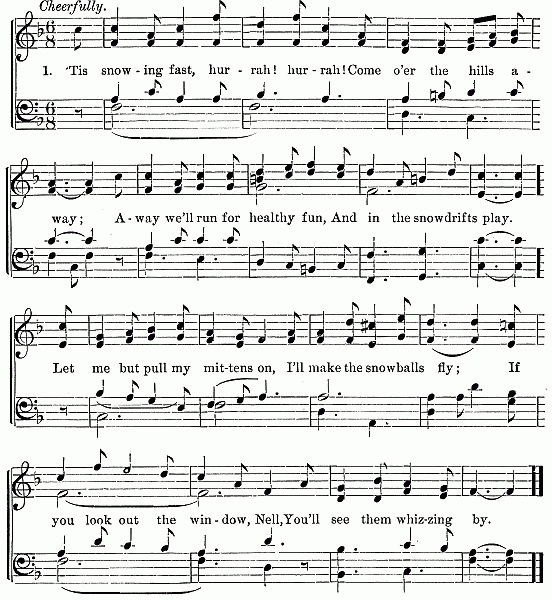 Cheerfully.
1. 'Tis snow-ing fast, hur-rah! hur-rah! Come o'er the hills a-
way; A-way we'll run for healthy fun, And in the snowdrifts play.
Let me but pull my mit-tens on, I'll make the snowballs fly; If
you look out the win-dow, Nell, You'll see them whiz-zing by.